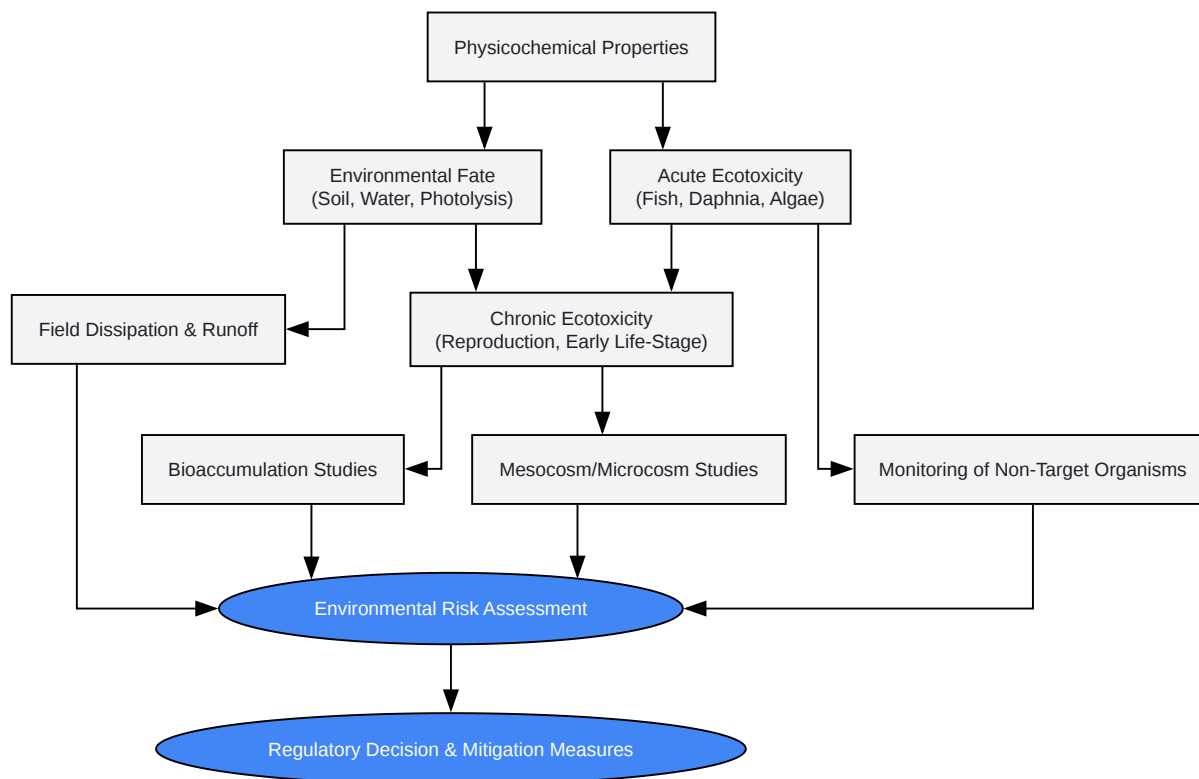 Physicochemical Properties
Environmental Fate
(Soil, Water, Photolysis)
Acute Ecotoxicity
(Fish, Daphnia, Algae)
Field Dissipation & Runoff
Chronic Ecotoxicity
(Reproduction, Early Life-Stage)
Bioaccumulation Studies
Mesocosm/Microcosm Studies
Monitoring of Non-Target Organisms
Environmental Risk Assessment
Regulatory Decision & Mitigation Measures